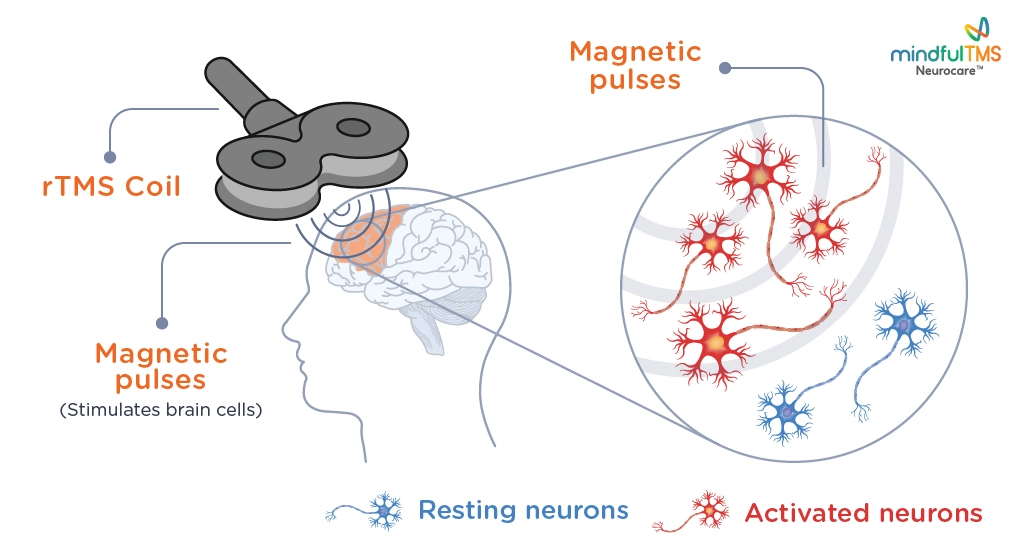 Magnetic
pulses
mindfulTMS
Neurocare™
rTMS Coil
Magnetic
pulses
(Stimulates brain cells)
Resting neurons
Activated neurons